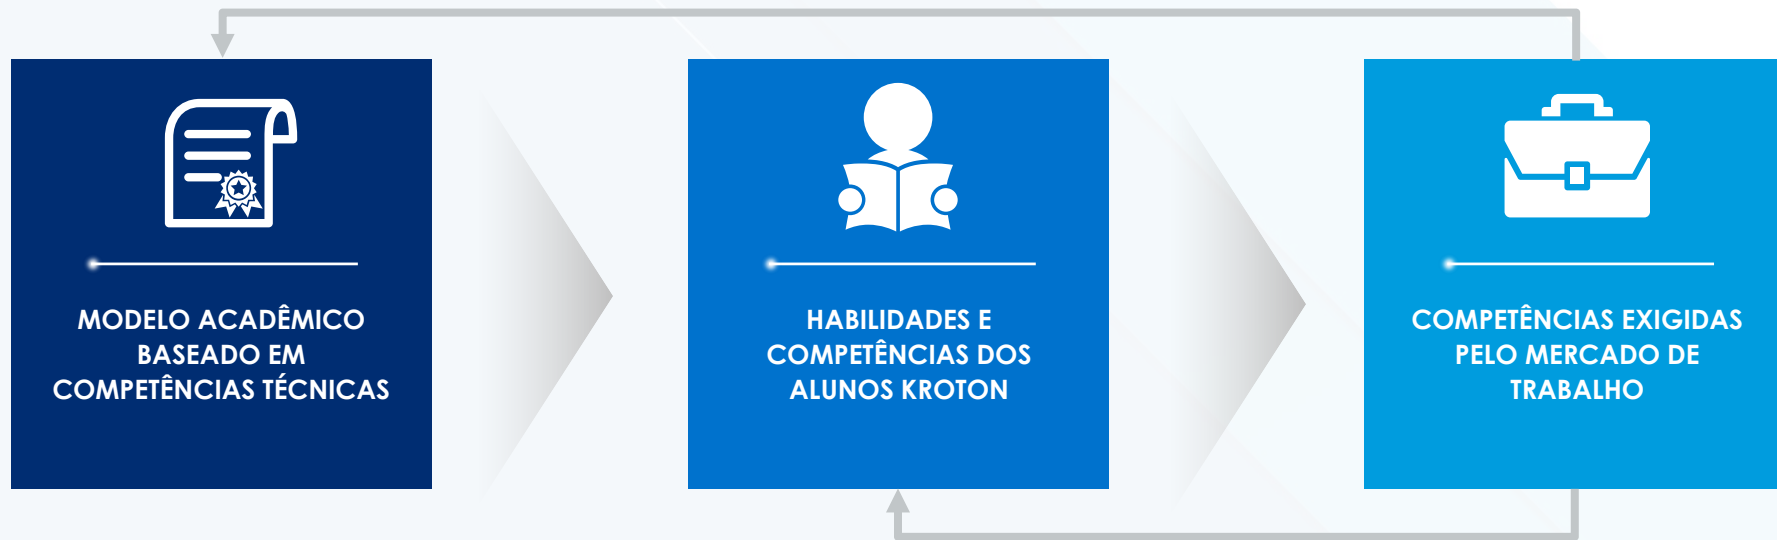 MODELO ACADÊMICO
BASEADO EM
COMPETÊNCIAS TÉCNICAS
HABILIDADES E
COMPETÊNCIAS DOS
ALUNOS KROTON
COMPETÊNCIAS EXIGIDAS
PELO MERCADO DE
TRABALHO